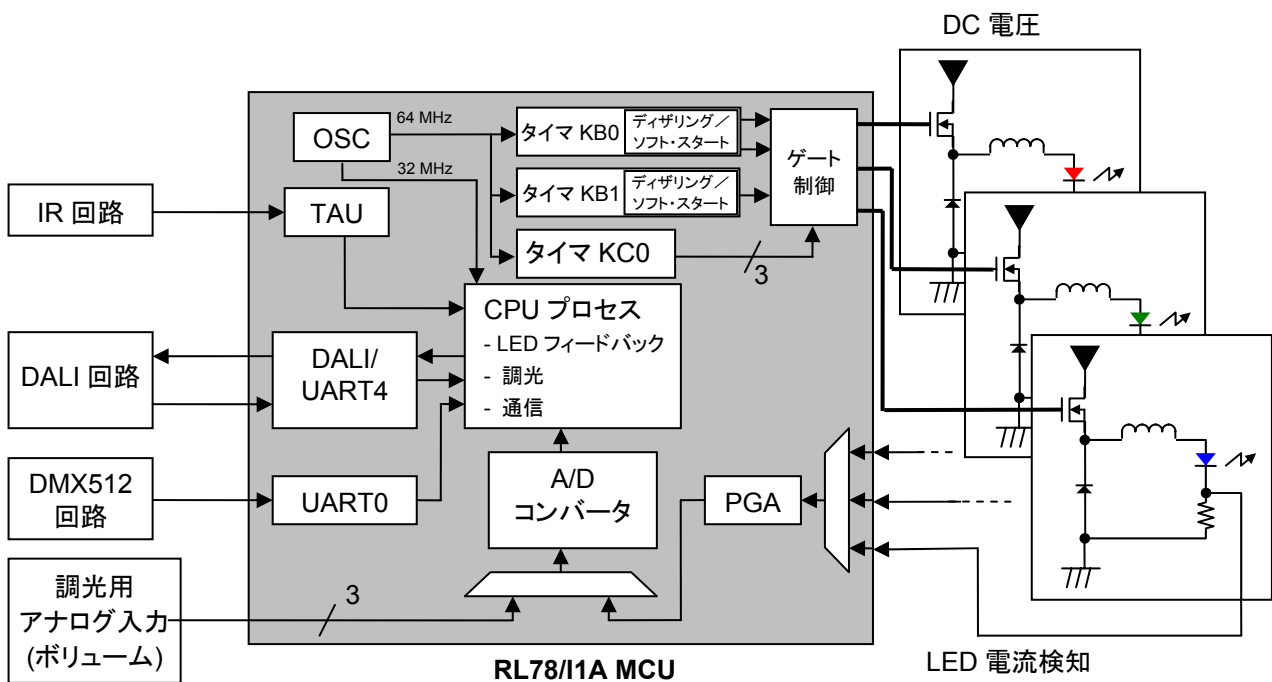 DC 電圧
OSC
64 MHz
32 MHz
タイマ KB0
ディザリング／
ソフト・スタート
ゲート
制御
タイマ KB1
ディザリング／
ソフト・スタート
タイマ KC0
3
IR 回路
TAU
CPU プロセス
- LED フィードバック
- 調光
- 通信
DALI 回路
DALI/
UART4
DMX512
回路
UART0
A/D
コンバータ
PGA
調光用
アナログ入力
(ボリューム)
3
RL78/I1A MCU
LED 電流検知